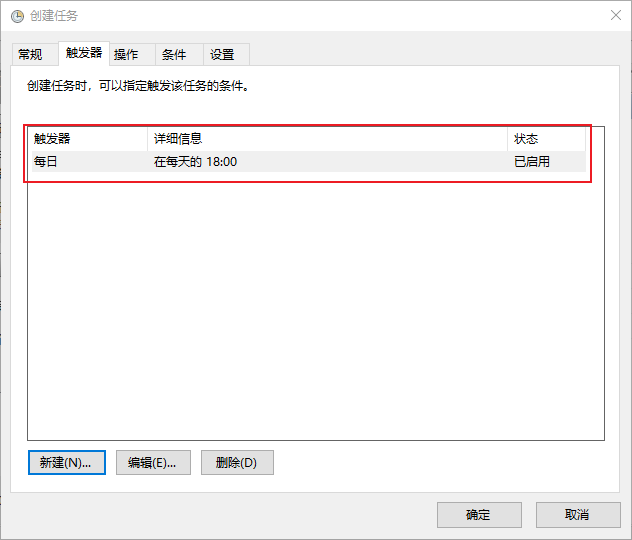 创建任务
常规 触发器 操作 条件 设置
创建任务时，可以指定触发该任务的条件。
触发器 详细信息 状态
每日 在每天的 18:00 已启用
新建(N)... 编辑(E)... 删除(D)
确定 取消